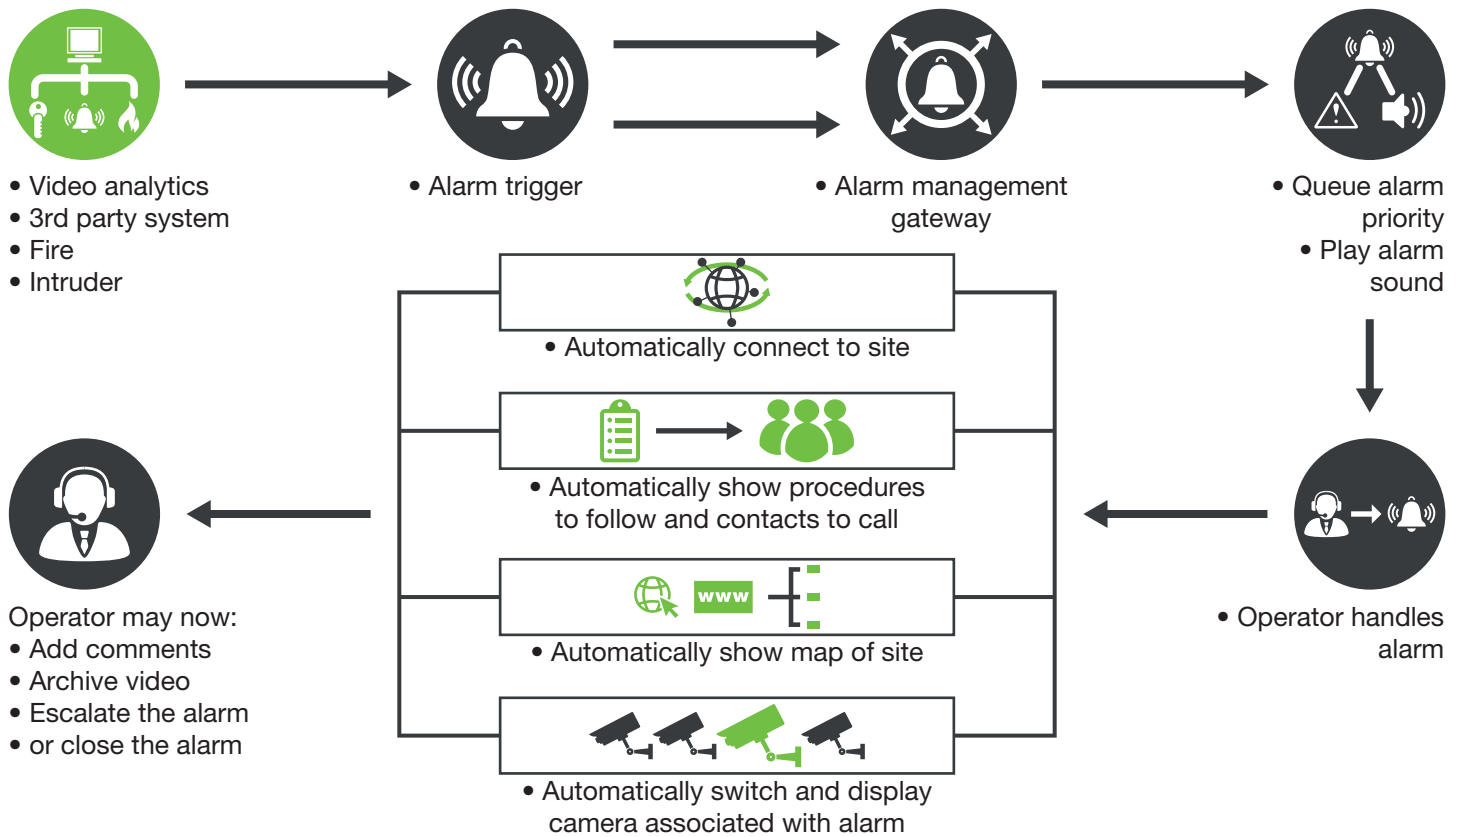 • Video analytics
• 3rd party system
• Fire
• Intruder
• Alarm trigger
• Alarm management
gateway
• Queue alarm
priority
• Play alarm
sound
• Automatically connect to site
• Automatically show procedures
to follow and contacts to call
www
• Automatically show map of site
• Automatically switch and display
camera associated with alarm
• Operator handles
alarm
Operator may now:
• Add comments
• Archive video
• Escalate the alarm
• or close the alarm